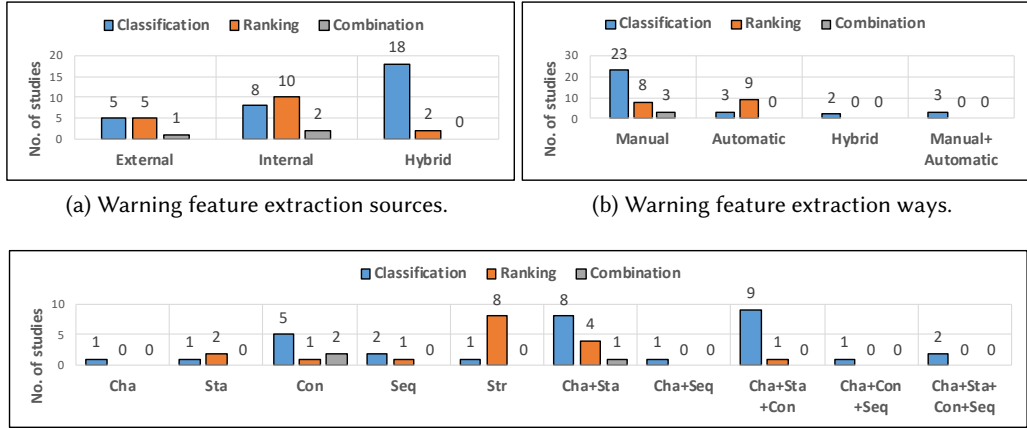 Classification Ranking Combination
No. of studies
20
15
10
5
0
5 5 1
8 10 2
18 2 0
External Internal Hybrid
(a) Warning feature extraction sources.
Classification Ranking Combination
No. of studies
30
20
10
0
23 8 3
3 9 0
2 0 0
3 0 0
Manual Automatic Hybrid Manual+
Automatic
(b) Warning feature extraction ways.
Classification Ranking Combination
No. of studies
10
5
0
1 0 0
1 2 0
5 1 2
2 1 0
1 8 0
8 4 1
1 0 0
9 1 0
1 0 0
2 0 0
Cha Sta Con Seq Str Cha+Sta Cha+Seq Cha+Sta Cha+Con Cha+Sta+
+Con +Seq Con+Seq